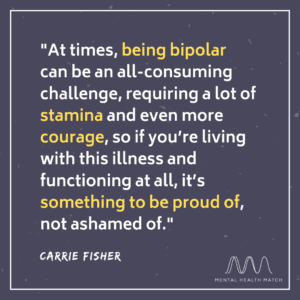 "At times, being bipolar
can be an all-consuming
challenge, requiring a lot of
stamina and even more
courage, so if you're living
with this illness and
functioning at all, it's
something to be proud of,
not ashamed of."
CARRIE FISHER
MENTAL HEALTH MATCH